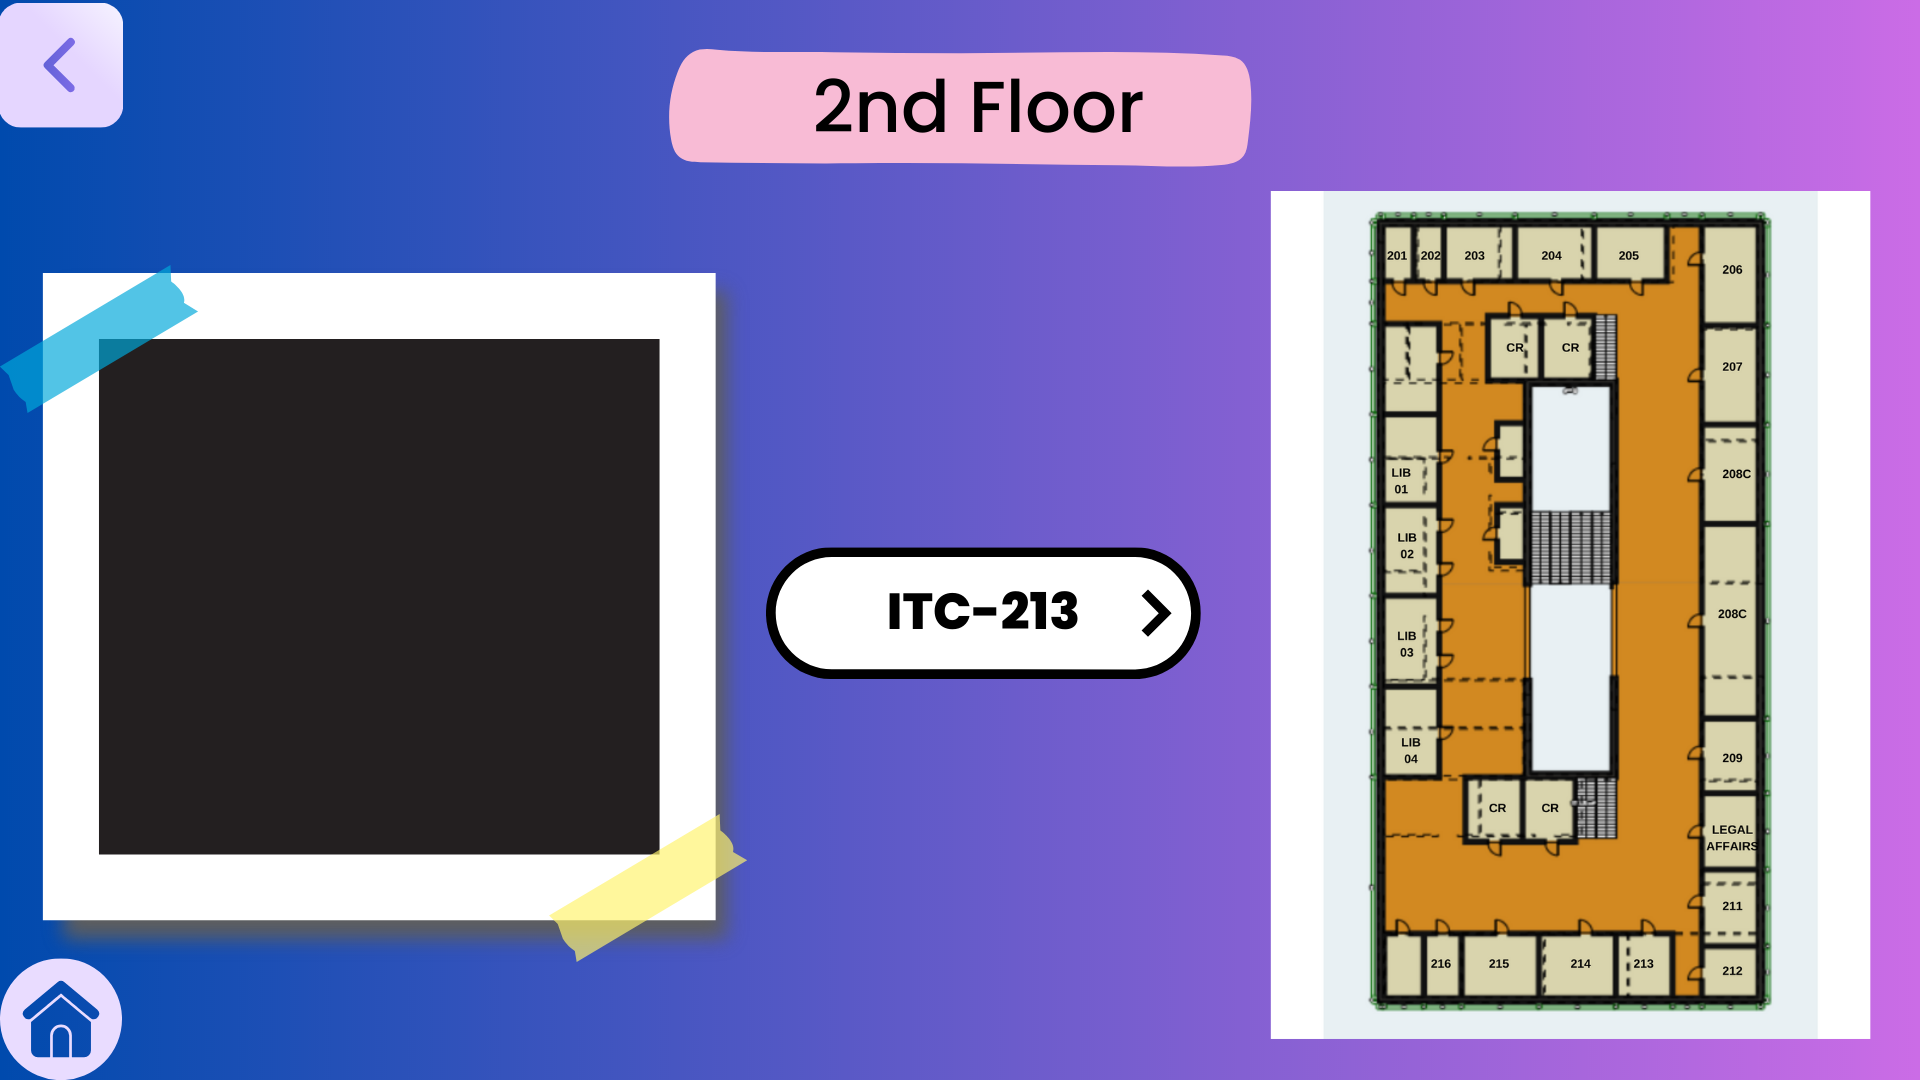 2nd Floor
ITC-213
201 202 203 204 205
206
CR CR
207
LIB
01
208C
LIB
02
208C
LIB
03
LIB
04
209
CR CR
LEGAL
AFFAIRS
211
216 215 214 213
212